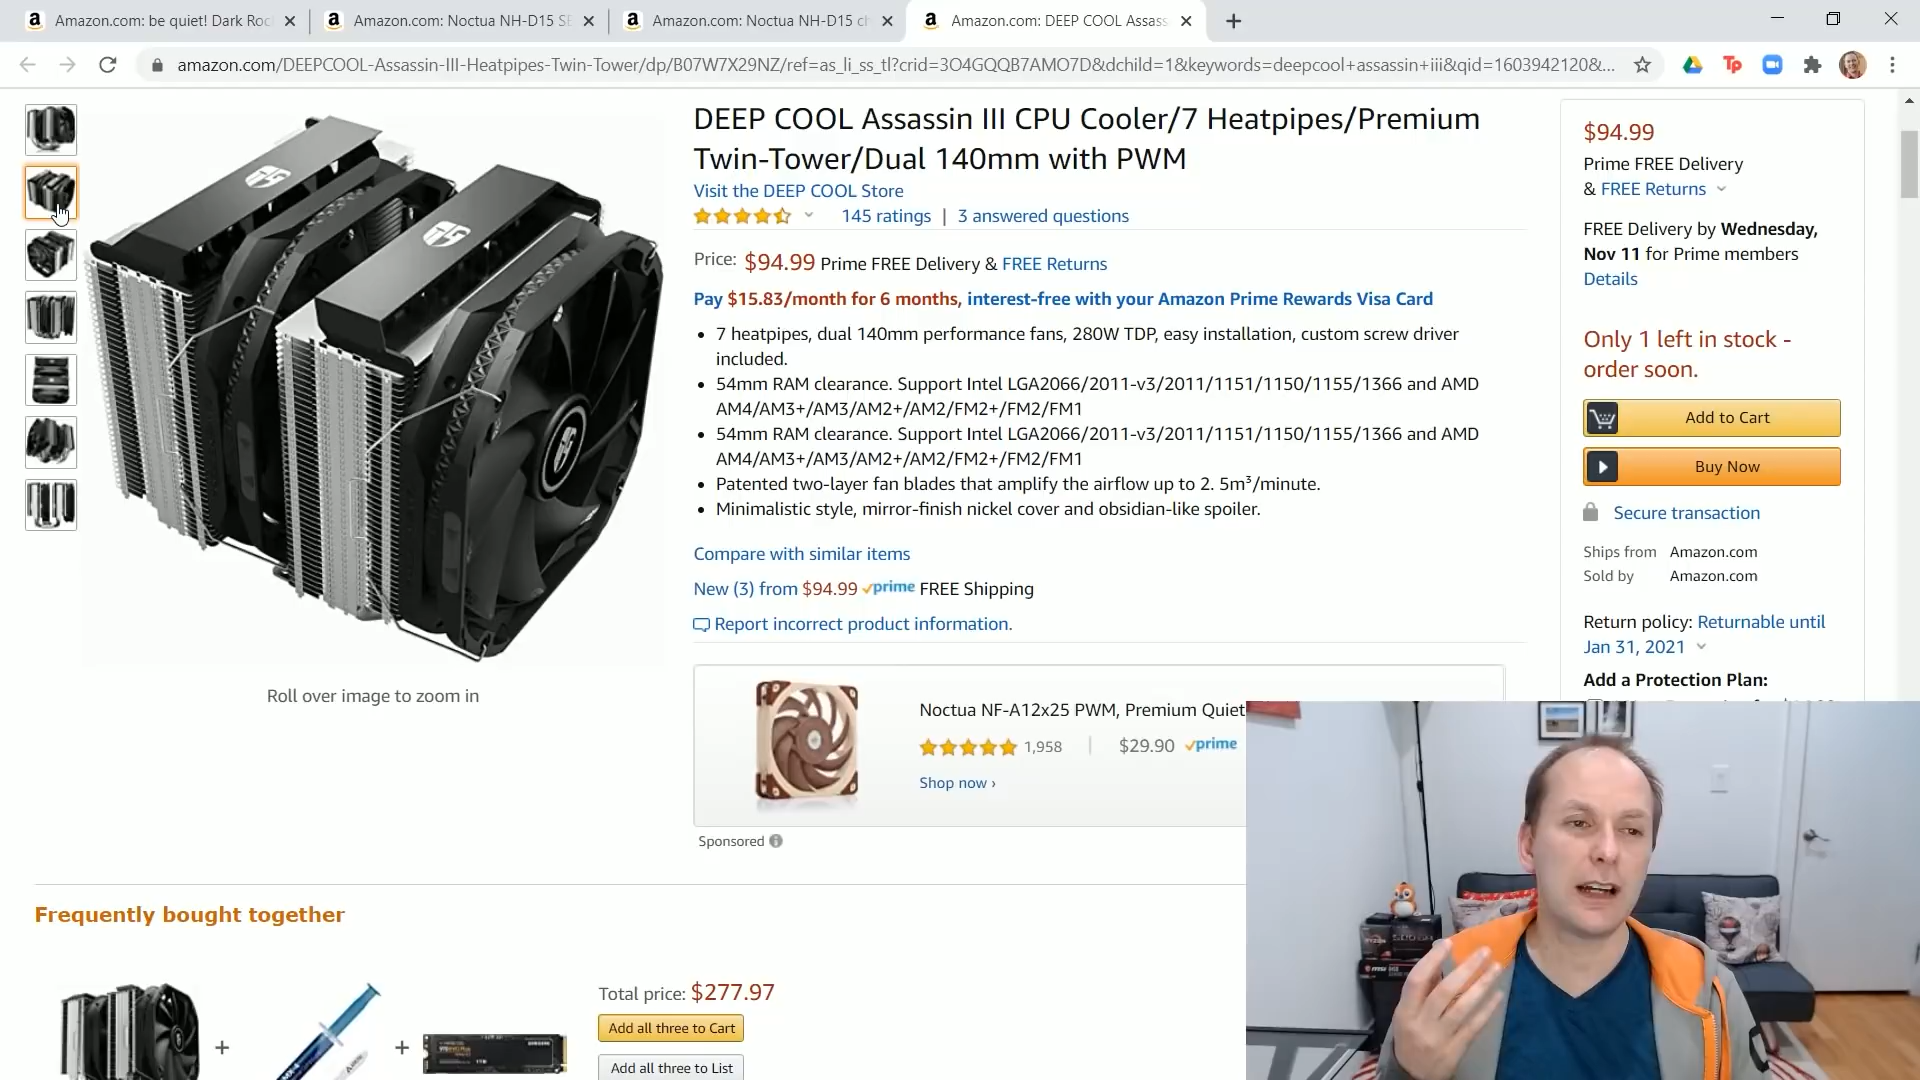 Amazon.com: be quiet! Dark Roc
Amazon.com: Noctua NH-D15 SE
Amazon.com: Noctua NH-D15 ch
Amazon.com: DEEP COOL Assass
amazon.com/DEEPCOOL-Assassin-III-Heatpipes-Twin-Tower/dp/B07W7X29NZ/ref=as_li_ss_tl?crid=3O4GQQB7AMO7D&dchild=1&keywords=deepcool+assassin+iii&qid=1603942120&...
DEEP COOL Assassin III CPU Cooler/7 Heatpipes/Premium
Twin-Tower/Dual 140mm with PWM
Visit the DEEP COOL Store
145 ratings | 3 answered questions
Price: $94.99 Prime FREE Delivery & FREE Returns
Pay $15.83/month for 6 months, interest-free with your Amazon Prime Rewards Visa Card
• 7 heatpipes, dual 140mm performance fans, 280W TDP, easy installation, custom screw driver
included.
• 54mm RAM clearance. Support Intel LGA2066/2011-v3/2011/1151/1150/1155/1366 and AMD
AM4/AM3+/AM3/AM2+/AM2/FM2+/FM2/FM1
• 54mm RAM clearance. Support Intel LGA2066/2011-v3/2011/1151/1150/1155/1366 and AMD
AM4/AM3+/AM3/AM2+/AM2/FM2+/FM2/FM1
• Patented two-layer fan blades that amplify the airflow up to 2. 5m³/minute.
• Minimalistic style, mirror-finish nickel cover and obsidian-like spoiler.
Compare with similar items
New (3) from $94.99 prime FREE Shipping
Report incorrect product information.
Roll over image to zoom in
Noctua NF-A12x25 PWM, Premium Quiet
1,958 | $29.90 prime
Shop now ›
Sponsored
$94.99
Prime FREE Delivery
& FREE Returns
FREE Delivery by Wednesday,
Nov 11 for Prime members
Details
Only 1 left in stock -
order soon.
Add to Cart
Buy Now
Secure transaction
Ships from Amazon.com
Sold by Amazon.com
Return policy: Returnable until
Jan 31, 2021
Add a Protection Plan:
Frequently bought together
+
+
Total price: $277.97
Add all three to Cart
Add all three to List
RYZEN
msi
SAMSUNG